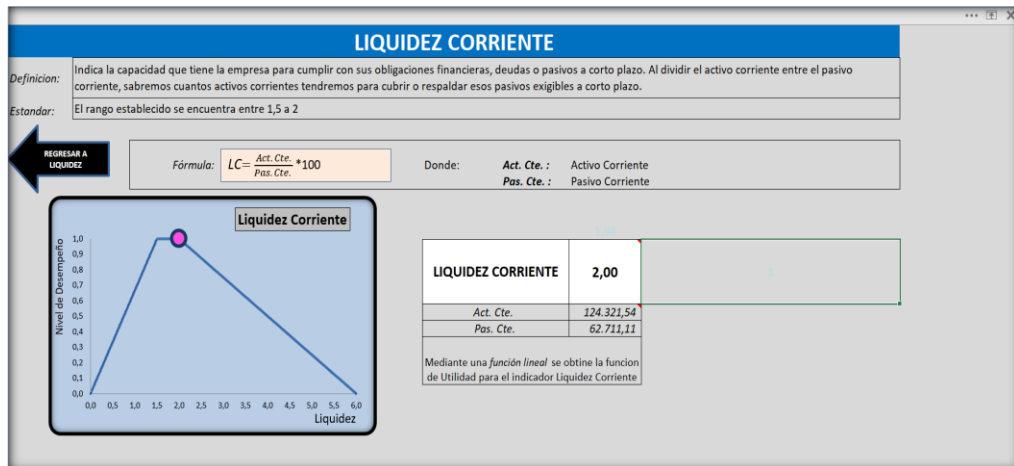 LIQUIDEZ CORRIENTE
Definicion:
Indica la capacidad que tiene la empresa para cumplir con sus obligaciones financieras, deudas o pasivos a corto plazo. Al dividir el activo corriente entre el pasivo
corriente, sabremos cuantos activos corrientes tendremos para cubrir o respaldar esos pasivos exigibles a corto plazo.
Estandar: El rango establecido se encuentra entre 1,5 a 2
REGRESAR A
LIQUIDEZ
Fórmula: LC= Act. Cte. / Pas. Cte. *100
Donde: Act. Cte. : Activo Corriente
Pas. Cte. : Pasivo Corriente
Liquidez Corriente
Nivel de Desempeño
1,0
0,9
0,8
0,7
0,6
0,5
0,4
0,3
0,2
0,1
0,0
0,0 0,5 1,0 1,5 2,0 2,5 3,0 3,5 4,0 4,5 5,0 5,5 6,0
Liquidez
LIQUIDEZ CORRIENTE 2,00
Act. Cte. 124.321,54
Pas. Cte. 62.711,11
Mediante una función lineal se obtine la funcion
de Utilidad para el indicador Liquidez Corriente